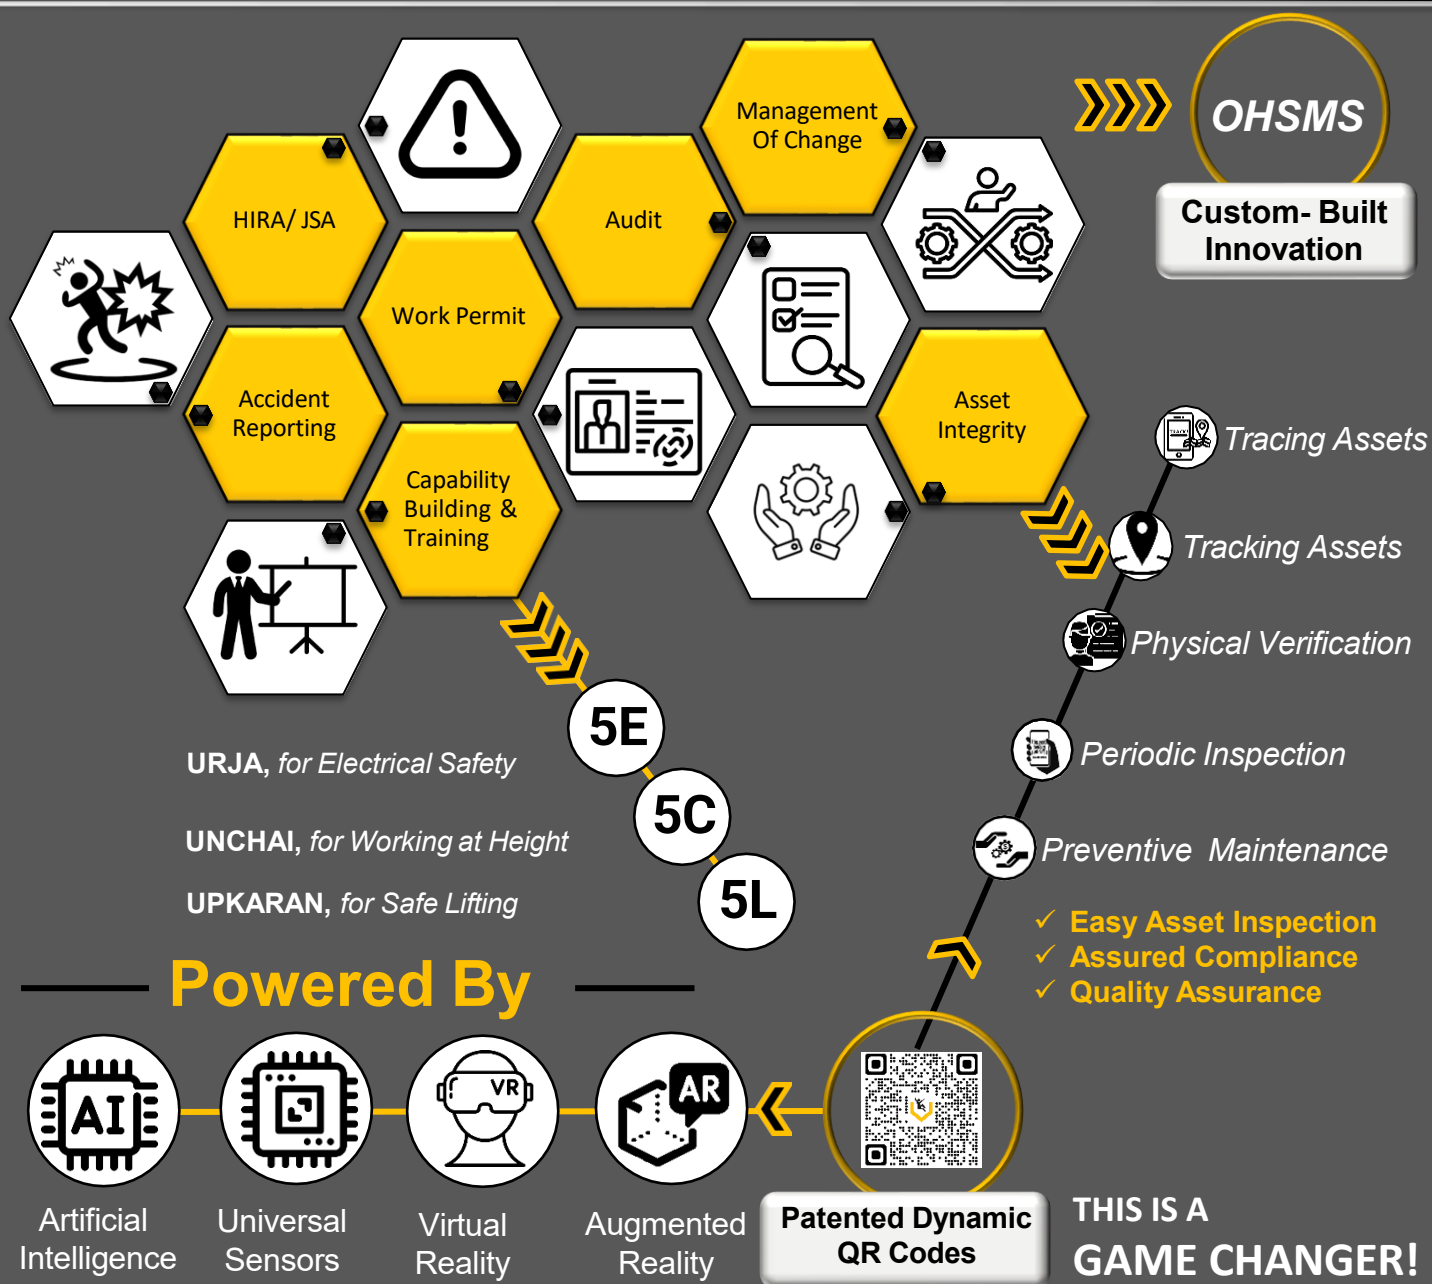 Management
Of Change
OHSMS
HIRA/ JSA
Audit
Custom- Built
Innovation
Work Permit
Accident
Reporting
Asset
Integrity
Capability
Building &
Training
Tracing Assets
Tracking Assets
Physical Verification
Periodic Inspection
Preventive Maintenance
5E
5C
5L
URJA, for Electrical Safety
UNCHAI, for Working at Height
UPKARAN, for Safe Lifting
✓ Easy Asset Inspection
✓ Assured Compliance
✓ Quality Assurance
Powered By
AI
VR
AR
Artificial
Intelligence
Universal
Sensors
Virtual
Reality
Augmented
Reality
Patented Dynamic
QR Codes
THIS IS A
GAME CHANGER!